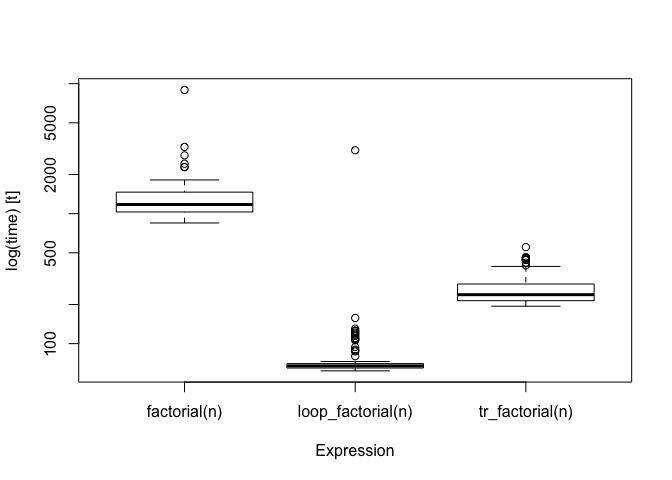 log(time) [t]
5000
2000
500
100
factorial(n)
loop_factorial(n)
tr_factorial(n)
Expression